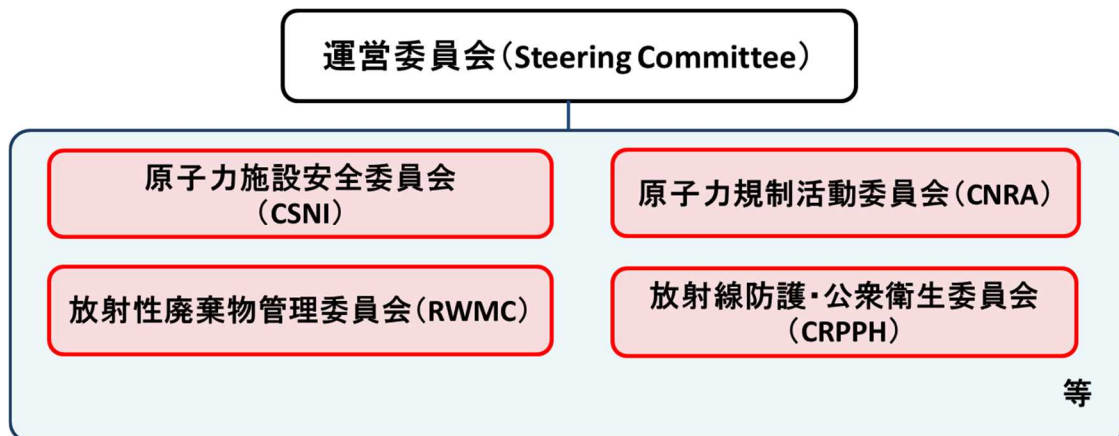 運営委員会(Steering Committee)
原子力施設安全委員会
(CSNI)
原子力規制活動委員会(CNRA)
放射性廃棄物管理委員会(RWMC)
放射線防護・公衆衛生委員会
(CRPPH)
等